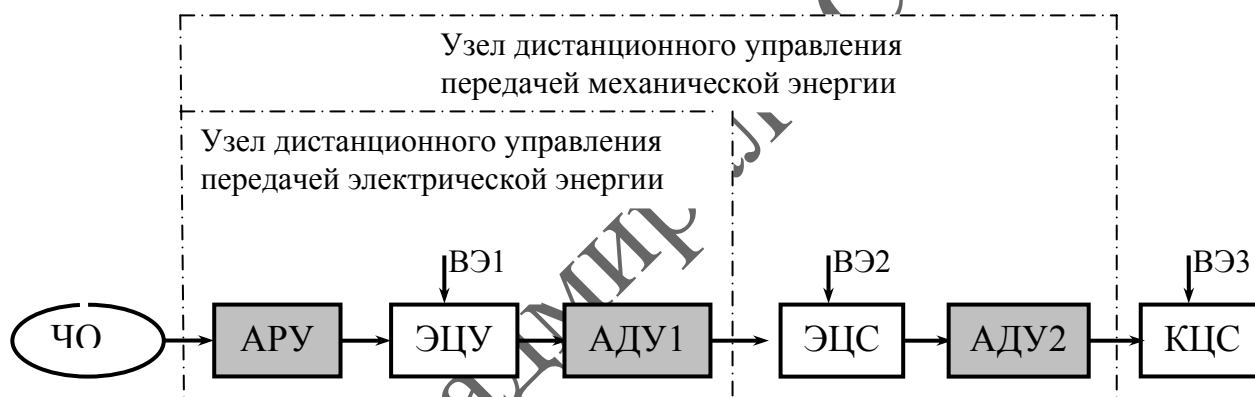 Узел дистанционного управления
передачей механической энергии
Узел дистанционного управления
передачей электрической энергии
ВЭ1
ВЭ2
ВЭ3
ЧО
АРУ
ЭЦУ
АДУ1
ЭЦС
АДУ2
КЦС